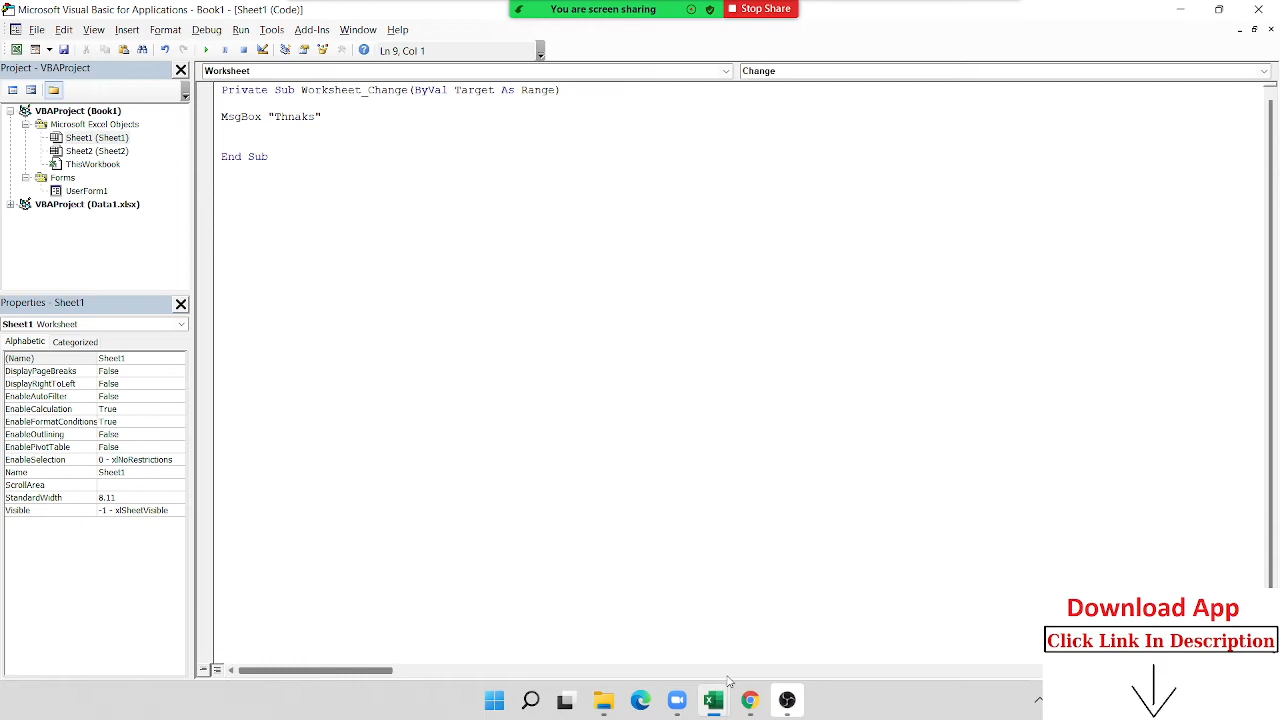 You are screen sharing
Stop Share
Microsoft Visual Basic for Applications - Book1 - [Sheet1 (Code)]
File Edit View Insert Format Debug Run Tools Add-Ins Window Help
Ln 9, Col 1
Project - VBAProject
Worksheet
Change
VBAProject (Book1)
Microsoft Excel Objects
Sheet1 (Sheet1)
Sheet2 (Sheet2)
ThisWorkbook
Forms
UserForm1
VBAProject (Data1.xlsx)
Private Sub Worksheet_Change(ByVal Target As Range)
MsgBox "Thnaks"
End Sub
Properties - Sheet1
Sheet1 Worksheet
Alphabetic Categorized
(Name) Sheet1
DisplayPageBreaks False
DisplayRightToLeft False
EnableAutoFilter False
EnableCalculation True
EnableFormatConditions True
EnableOutlining False
EnablePivotTable False
EnableSelection 0 - xlNoRestrictions
Name Sheet1
ScrollArea
StandardWidth 8.11
Visible -1 - xlSheetVisible
Download App
Click Link In Description